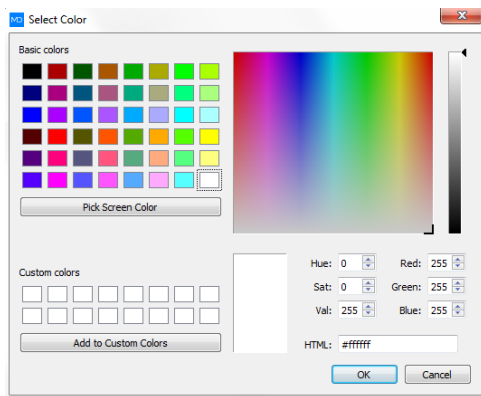 MD Select Color
Basic colors
Pick Screen Color
Custom colors
Add to Custom Colors
Hue: 0 Red: 255
Sat: 0 Green: 255
Val: 255 Blue: 255
HTML: #ffffff
OK Cancel